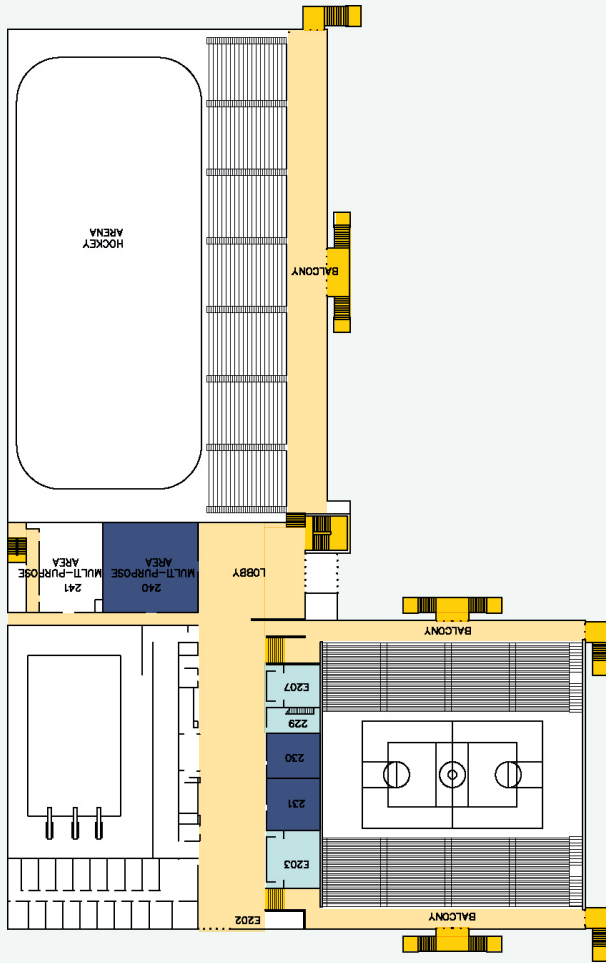 HOCKEY
ARENA
BALCONY
241
MULTI-PURPOSE
AREA
240
MULTI-PURPOSE
AREA
LOBBY
BALCONY
E207
229
230
231
E203
E202
BALCONY